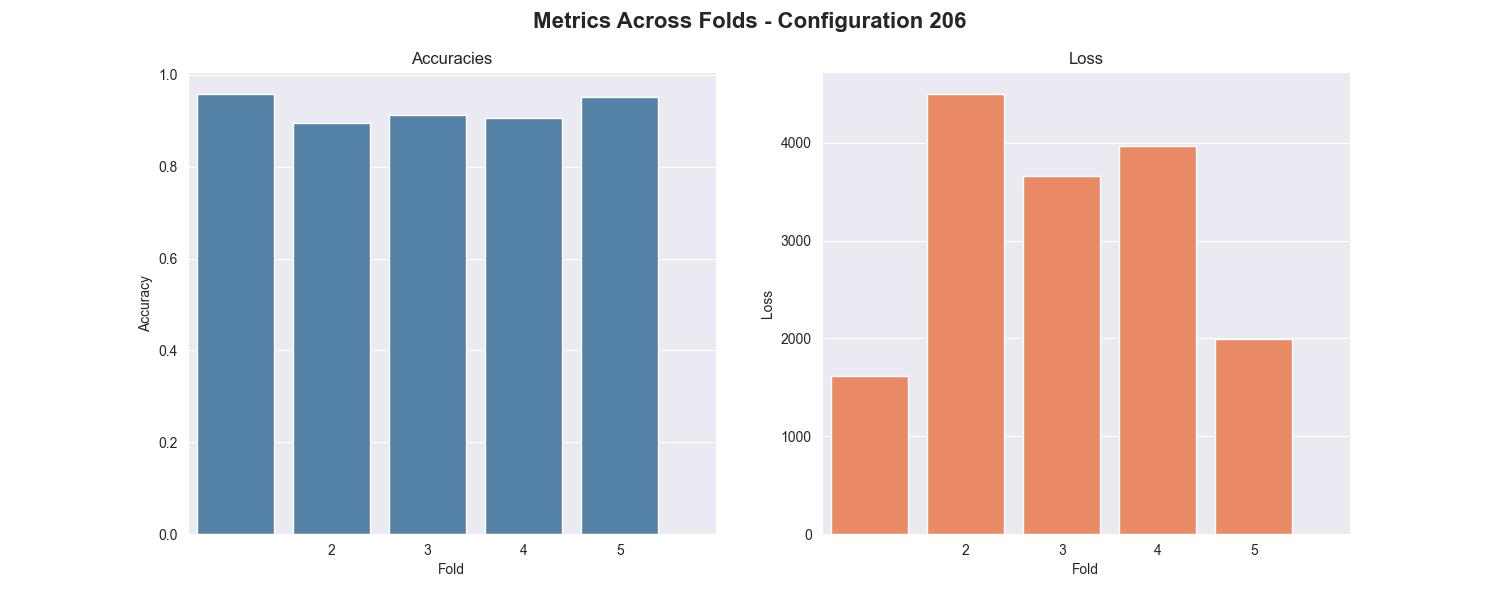 Metrics Across Folds - Configuration 206
Accuracies
1.0
0.8
0.6
0.4
0.2
0.0
Accuracy
2 3 4 5
Fold
Loss
4000
3000
2000
1000
0
Loss
2 3 4 5
Fold